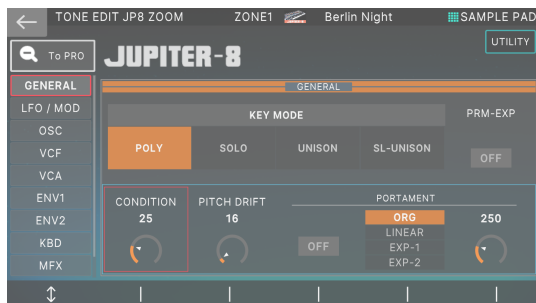 TONE EDIT JP8 ZOOM ZONE1 Berlin Night SAMPLE PAD
To PRO JUPITER-8 UTILITY
GENERAL
GENERAL
LFO / MOD
OSC
VCF
VCA
ENV1
ENV2
KBD
MFX
KEY MODE PRM-EXP
POLY SOLO UNISON SL-UNISON OFF
CONDITION PITCH DRIFT PORTAMENT
25 16 OFF ORG 250
LINEAR
EXP-1
EXP-2